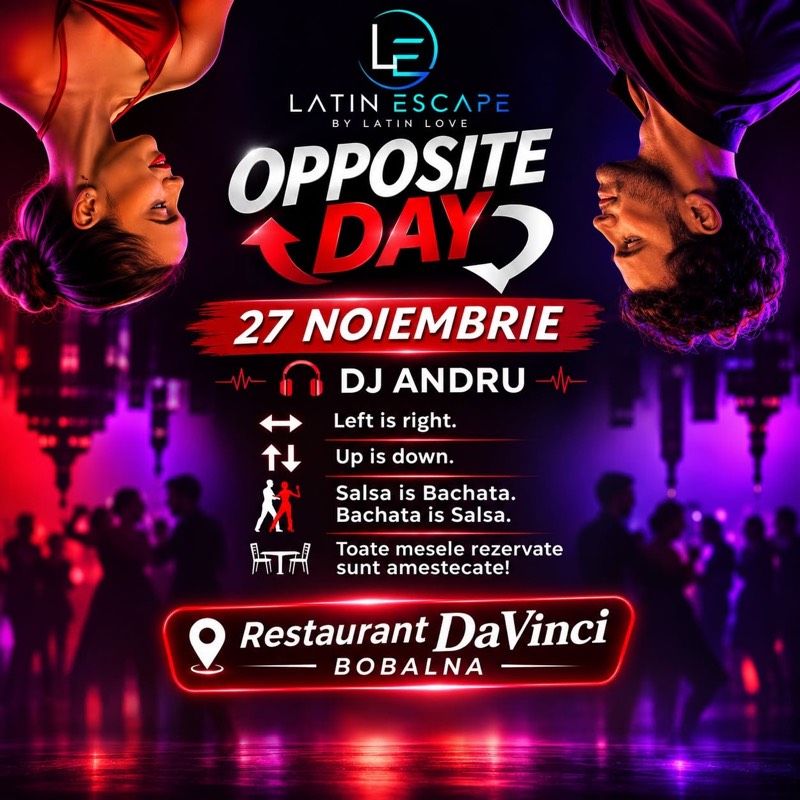 LE
LATIN ESCAPE
BY LATIN LOVE
OPPOSITE
DAY
27 NOIEMBRIE
DJ ANDRU
Left is right.
Up is down.
Salsa is Bachata.
Bachata is Salsa.
Toate mesele rezervate
sunt amestecate!
Restaurant DaVinci
BOBALNA